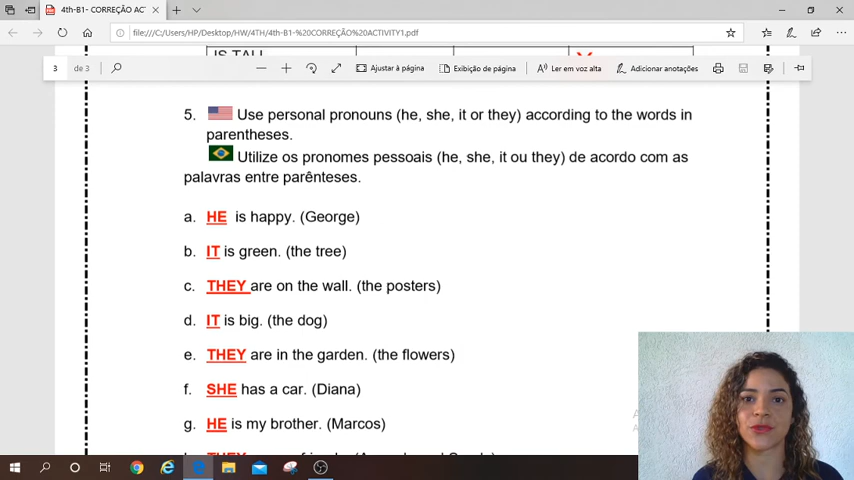 4th-B1- CORREÇÃO ACT
file:///C:/Users/HP/Desktop/HW/4TH/4th-B1-%20CORREÇÃO%20ACTIVITY1.pdf
IS TALL
3 de 3
Ajustar à página
Exibição de página
Ler em voz alta
Adicionar anotações
5. Use personal pronouns (he, she, it or they) according to the words in
parentheses.
Utilize os pronomes pessoais (he, she, it ou they) de acordo com as
palavras entre parênteses.
a. HE is happy. (George)
b. IT is green. (the tree)
c. THEY are on the wall. (the posters)
d. IT is big. (the dog)
e. THEY are in the garden. (the flowers)
f. SHE has a car. (Diana)
g. HE is my brother. (Marcos)